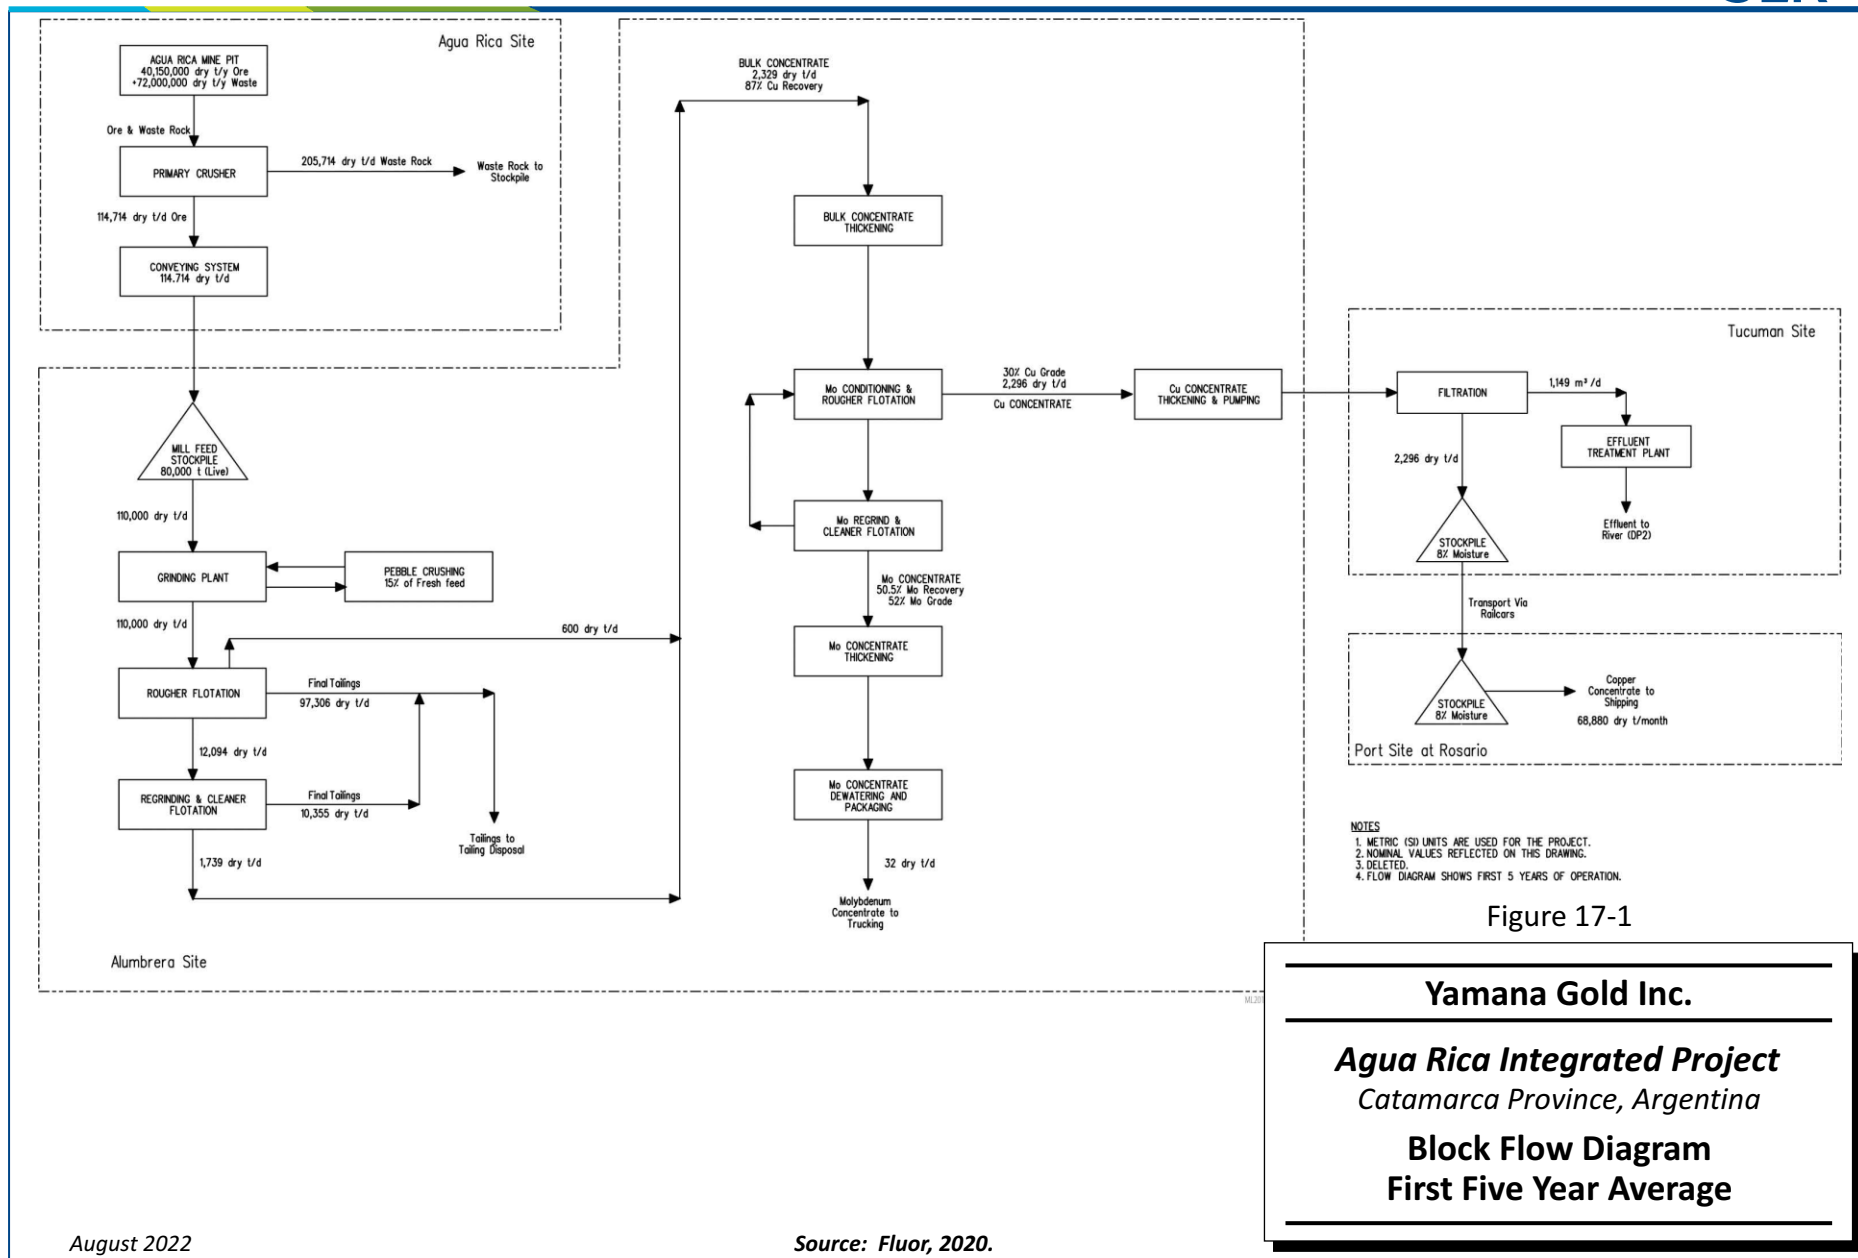 Agua Rica Site
AGUA RICA MINE PIT
40,150,000 dry t/y Ore
+72,000,000 dry t/y Waste
Ore & Waste Rock
PRIMARY CRUSHER
205,714 dry t/d Waste Rock
Waste Rock to
Stockpile
114,714 dry t/d Ore
CONVEYING SYSTEM
114.714 dry t/d
MILL FEED
STOCKPILE
80,000 t (Live)
110,000 dry t/d
GRINDING PLANT
PEBBLE CRUSHING
15% of Fresh feed
110,000 dry t/d
600 dry t/d
ROUGHER FLOTATION
Final Tailings
97,306 dry t/d
12,094 dry t/d
REGRINDING & CLEANER
FLOTATION
Final Tailings
10,355 dry t/d
Tailings to
Tailing Disposal
1,739 dry t/d
Alumbrera Site
BULK CONCENTRATE
2,329 dry t/d
87% Cu Recovery
BULK CONCENTRATE
THICKENING
Mo CONDITIONING &
ROUGHER FLOTATION
30% Cu Grade
2,296 dry t/d
Cu CONCENTRATE
Cu CONCENTRATE
THICKENING & PUMPING
Mo REGRIND &
CLEANER FLOTATION
Mo CONCENTRATE
50.5% Mo Recovery
52% Mo Grade
Mo CONCENTRATE
THICKENING
Mo CONCENTRATE
DEWATERING AND
PACKAGING
32 dry t/d
Molybdenum
Concentrate to
Trucking
Tucuman Site
FILTRATION
1,149 m³/d
EFFLUENT
TREATMENT PLANT
2,296 dry t/d
Effluent to
River (DP2)
STOCKPILE
8% Moisture
Transport Via
Railcars
STOCKPILE
8% Moisture
Copper
Concentrate to
Shipping
68,880 dry t/month
Port Site at Rosario
NOTES
1. METRIC (SI) UNITS ARE USED FOR THE PROJECT.
2. NOMINAL VALUES REFLECTED ON THIS DRAWING.
3. DELETED.
4. FLOW DIAGRAM SHOWS FIRST 5 YEARS OF OPERATION.
Figure 17-1
Yamana Gold Inc.
Agua Rica Integrated Project
Catamarca Province, Argentina
Block Flow Diagram
First Five Year Average
August 2022
Source: Fluor, 2020.